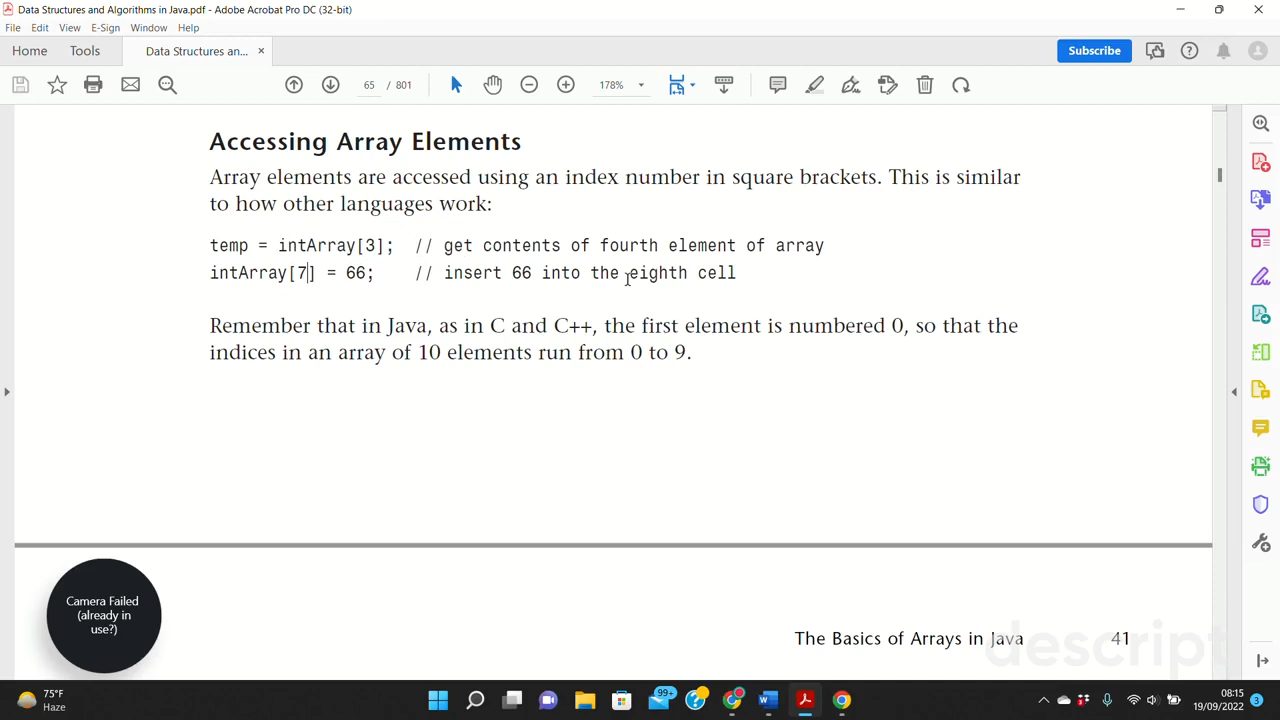 Data Structures and Algorithms in Java.pdf - Adobe Acrobat Pro DC (32-bit)
File Edit View E-Sign Window Help
Home Tools Data Structures an... × Subscribe
65 / 801 178%
Accessing Array Elements
Array elements are accessed using an index number in square brackets. This is similar
to how other languages work:
temp = intArray[3]; // get contents of fourth element of array
intArray[7] = 66; // insert 66 into the eighth cell
Remember that in Java, as in C and C++, the first element is numbered 0, so that the
indices in an array of 10 elements run from 0 to 9.
Camera Failed
(already in
use?)
The Basics of Arrays in Java 41
descript
75°F
Haze
99+
08:15
19/09/2022
3